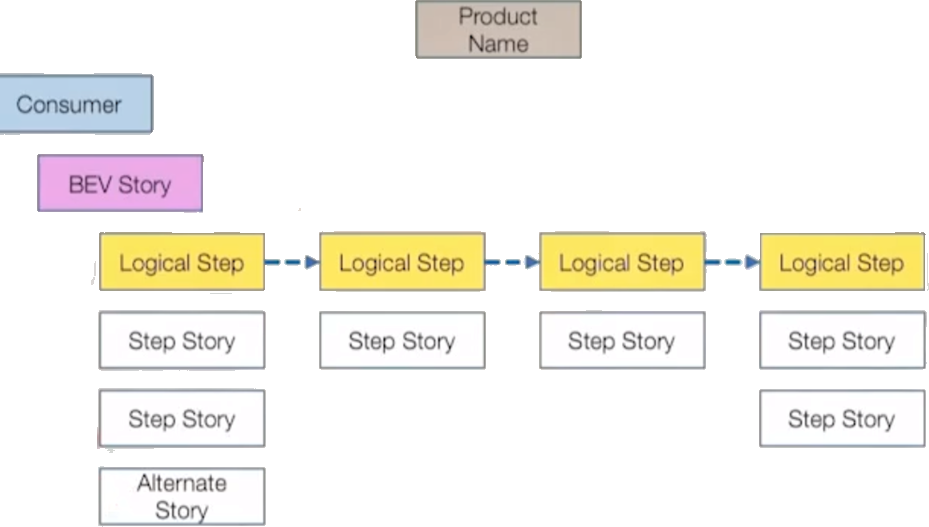 Product
Name
Consumer
BEV Story
Logical Step
Logical Step
Logical Step
Logical Step
Step Story
Step Story
Step Story
Step Story
Step Story
Step Story
Alternate
Story